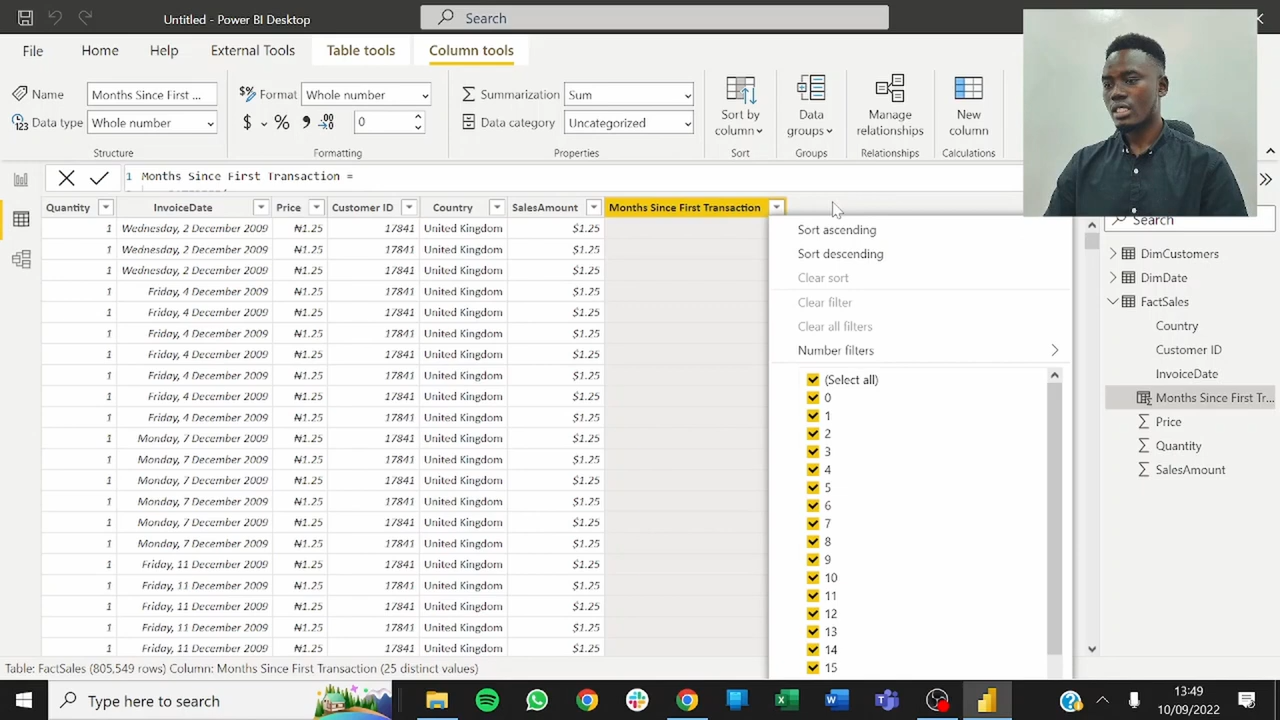 Untitled - Power BI Desktop
Search
File
Home
Help
External Tools
Table tools
Column tools
Name
Months Since First ...
Format
Whole number
Summarization
Sum
Data type
Whole number
$
%
0
Data category
Uncategorized
Sort by
column
Data
groups
Manage
relationships
New
column
Structure
Formatting
Properties
Sort
Groups
Relationships
Calculations
1 Months Since First Transaction =
Quantity InvoiceDate Price Customer ID Country SalesAmount Months Since First Transaction
1 Wednesday, 2 December 2009 ₦1.25 17841 United Kingdom $1.25
1 Wednesday, 2 December 2009 ₦1.25 17841 United Kingdom $1.25
1 Wednesday, 2 December 2009 ₦1.25 17841 United Kingdom $1.25
1 Friday, 4 December 2009 ₦1.25 17841 United Kingdom $1.25
1 Friday, 4 December 2009 ₦1.25 17841 United Kingdom $1.25
1 Friday, 4 December 2009 ₦1.25 17841 United Kingdom $1.25
1 Friday, 4 December 2009 ₦1.25 17841 United Kingdom $1.25
1 Friday, 4 December 2009 ₦1.25 17841 United Kingdom $1.25
1 Friday, 4 December 2009 ₦1.25 17841 United Kingdom $1.25
1 Friday, 4 December 2009 ₦1.25 17841 United Kingdom $1.25
1 Monday, 7 December 2009 ₦1.25 17841 United Kingdom $1.25
1 Monday, 7 December 2009 ₦1.25 17841 United Kingdom $1.25
1 Monday, 7 December 2009 ₦1.25 17841 United Kingdom $1.25
1 Monday, 7 December 2009 ₦1.25 17841 United Kingdom $1.25
1 Monday, 7 December 2009 ₦1.25 17841 United Kingdom $1.25
1 Monday, 7 December 2009 ₦1.25 17841 United Kingdom $1.25
1 Friday, 11 December 2009 ₦1.25 17841 United Kingdom $1.25
1 Friday, 11 December 2009 ₦1.25 17841 United Kingdom $1.25
1 Friday, 11 December 2009 ₦1.25 17841 United Kingdom $1.25
1 Friday, 11 December 2009 ₦1.25 17841 United Kingdom $1.25
1 Friday, 11 December 2009 ₦1.25 17841 United Kingdom $1.25
Sort ascending
Sort descending
Clear sort
Clear filter
Clear all filters
Number filters
(Select all)
0
1
2
3
4
5
6
7
8
9
10
11
12
13
14
15
Search
DimCustomers
DimDate
FactSales
Country
Customer ID
InvoiceDate
Months Since First Tr...
Price
Quantity
SalesAmount
Table: FactSales (805,549 rows) Column: Months Since First Transaction (25 distinct values)
Type here to search
13:49
10/09/2022